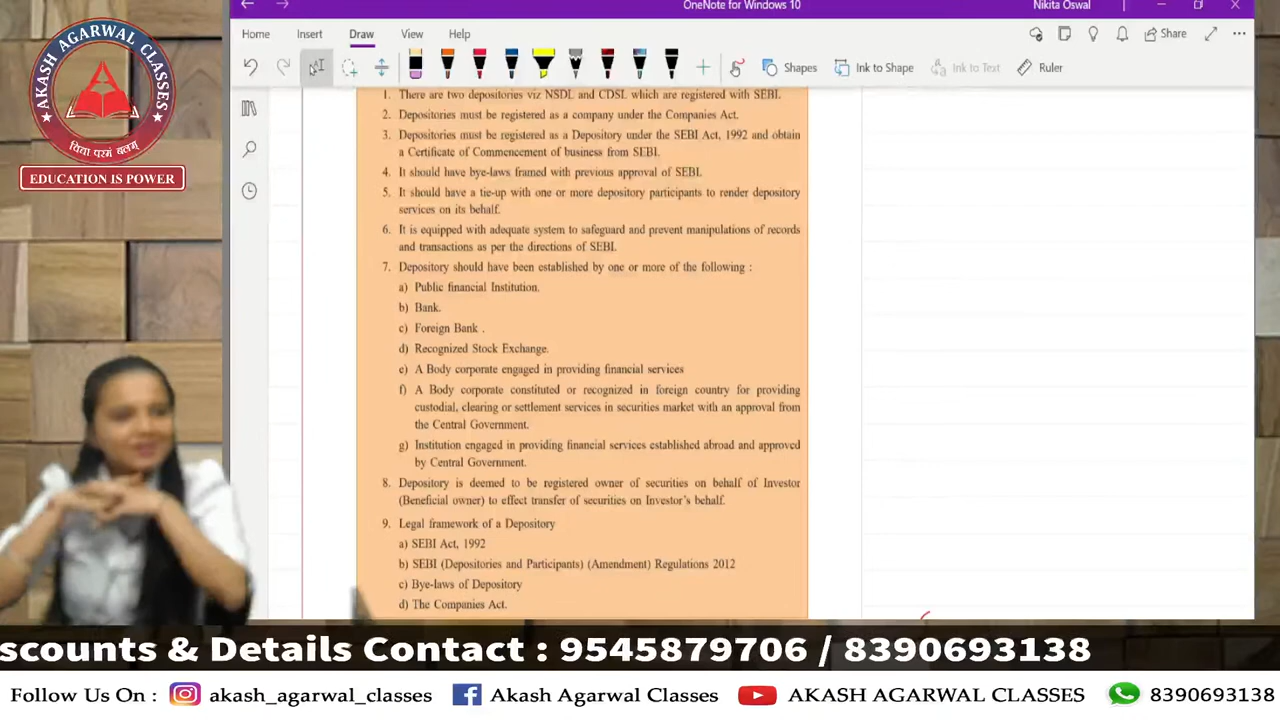 OneNote for Windows 10
Nikita Oswal
Home
Insert
Draw
View
Help
Share
Shapes
Ink to Shape
Ink to Text
Ruler
AKASH AGARWAL CLASSES
विद्या परमं बलम्
EDUCATION IS POWER
1. There are two depositories viz NSDL and CDSL which are registered with SEBI.
2. Depositories must be registered as a company under the Companies Act.
3. Depositories must be registered as a Depository under the SEBI Act, 1992 and obtain
a Certificate of Commencement of business from SEBI.
4. It should have bye-laws framed with previous approval of SEBI.
5. It should have a tie-up with one or more depository participants to render depository
services on its behalf.
6. It is equipped with adequate system to safeguard and prevent manipulations of records
and transactions as per the directions of SEBI.
7. Depository should have been established by one or more of the following :
a) Public financial Institution.
b) Bank.
c) Foreign Bank .
d) Recognized Stock Exchange.
e) A Body corporate engaged in providing financial services
f) A Body corporate constituted or recognized in foreign country for providing
custodial, clearing or settlement services in securities market with an approval from
the Central Government.
g) Institution engaged in providing financial services established abroad and approved
by Central Government.
8. Depository is deemed to be registered owner of securities on behalf of Investor
(Beneficial owner) to effect transfer of securities on Investor's behalf.
9. Legal framework of a Depository
a) SEBI Act, 1992
b) SEBI (Depositories and Participants) (Amendment) Regulations 2012
c) Bye-laws of Depository
d) The Companies Act.
scounts & Details Contact : 9545879706 / 8390693138
Follow Us On :
akash_agarwal_classes
Akash Agarwal Classes
AKASH AGARWAL CLASSES
8390693138